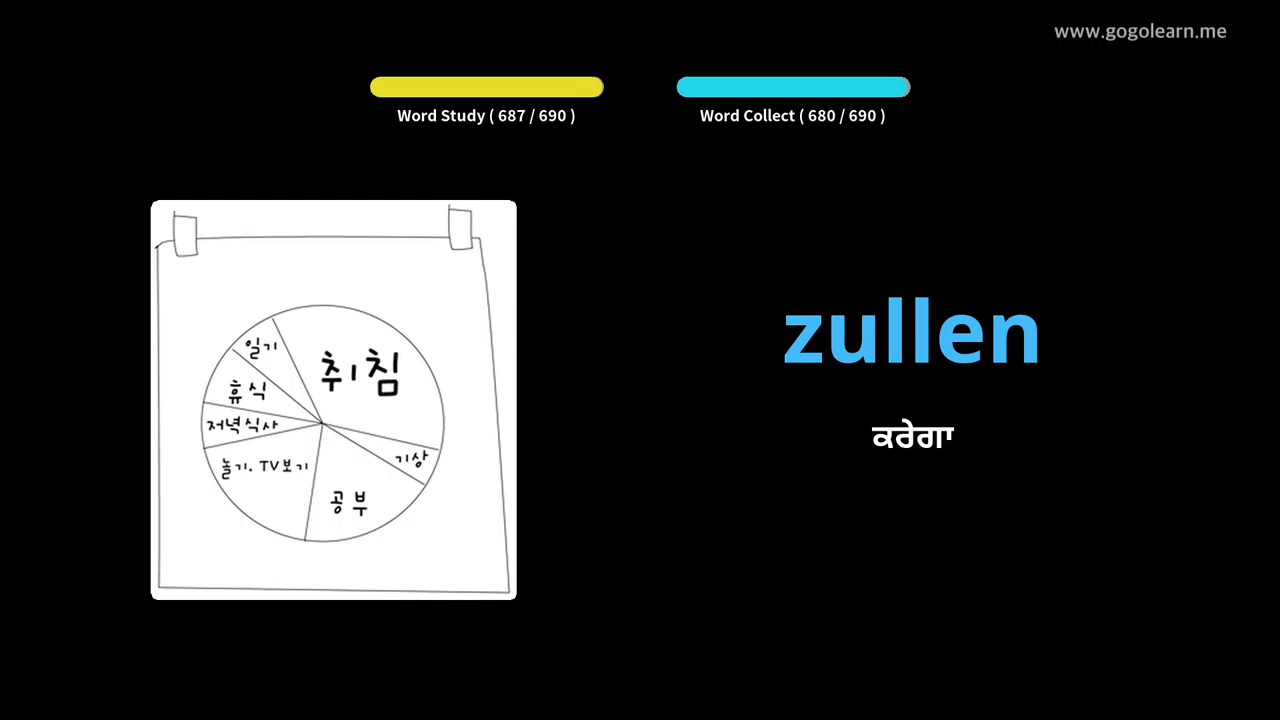 www.gogolearn.me
Word Study ( 687 / 690 )
Word Collect ( 680 / 690 )
일기
취침
휴식
저녁식사
놀기. TV보기
기상
공부
zullen
ਕਰੇਗਾ